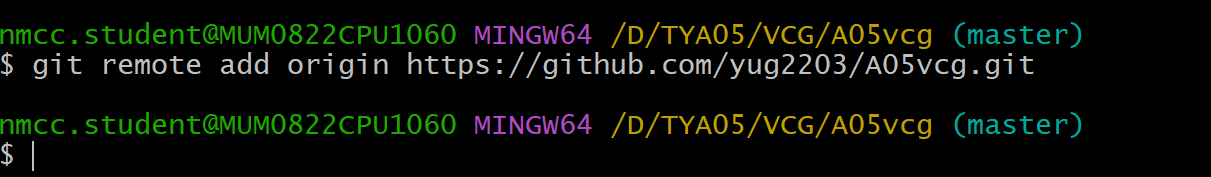 nmcc.student@MUM0822CPU1060 MINGW64 /D/TYA05/VCG/A05vcg (master)
$ git remote add origin https://github.com/yug2203/A05vcg.git
nmcc.student@MUM0822CPU1060 MINGW64 /D/TYA05/VCG/A05vcg (master)
$